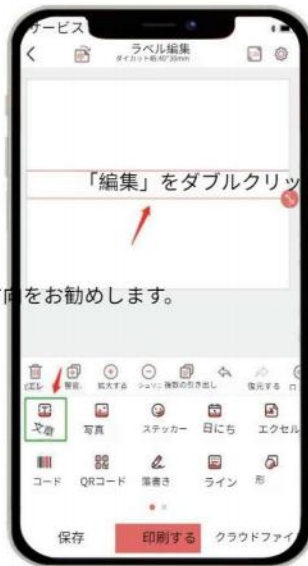 サービス
ラベル編集
ダイカット紙:40*30mm
「編集」をダブルクリッ
向をお勧めします。
拡大する
複数の引き出し
復元する
文章 写真 ステッカー 日にち エクセル
コード QRコード 落書き ライン 形
保存 印刷する クラウドファイ